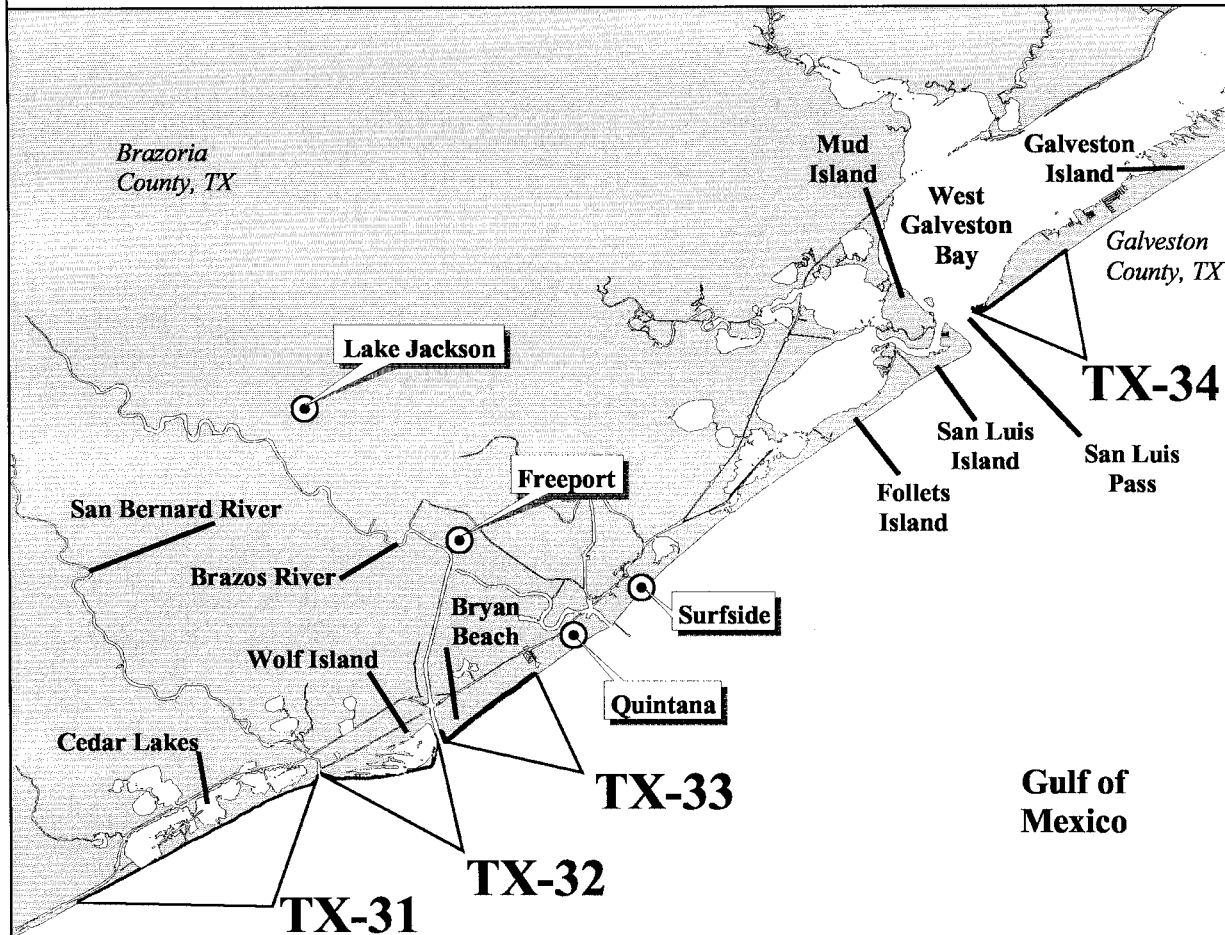 Brazoria
County, TX
Mud
Island
Galveston
Island
West
Galveston
Bay
Galveston
County, TX
Lake Jackson
TX-34
San Luis
Island
San Luis
Pass
Follets
Island
Freeport
San Bernard River
Brazos River
Bryan
Beach
Surfside
Wolf Island
Quintana
Cedar Lakes
TX-33
Gulf of
Mexico
TX-32
TX-31